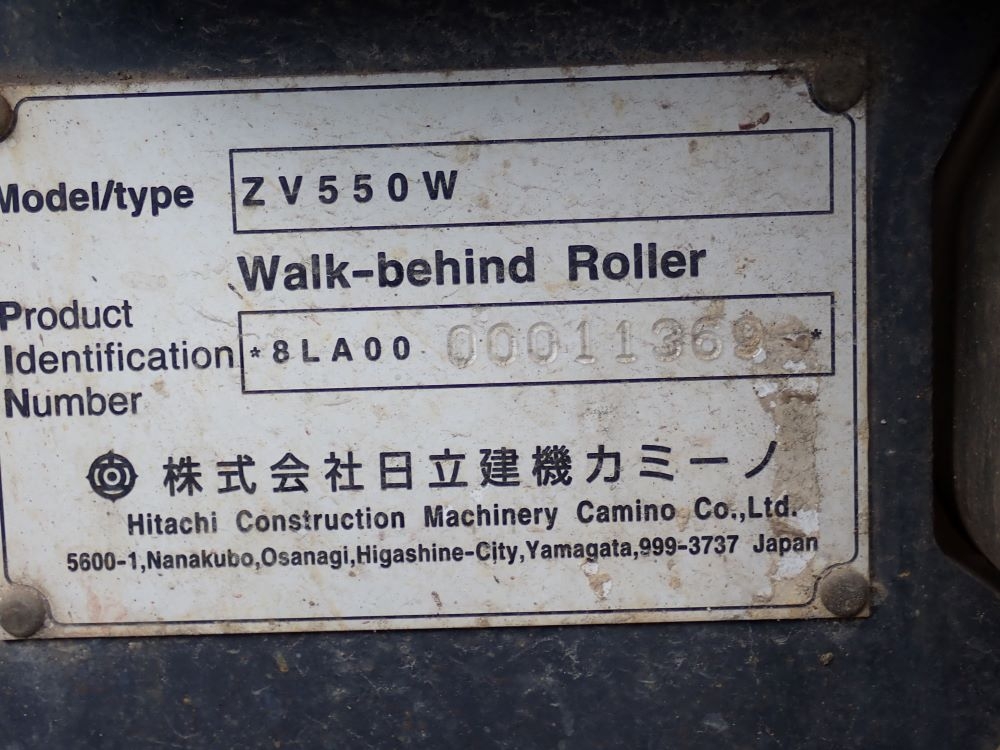 Model/type ZV550W
Walk-behind Roller
Product
Identification *8LA00 00011369 *
Number
株式会社日立建機カミーノ
Hitachi Construction Machinery Camino Co.,Ltd.
5600-1,Nanakubo,Osanagi,Higashine-City,Yamagata,999-3737 Japan